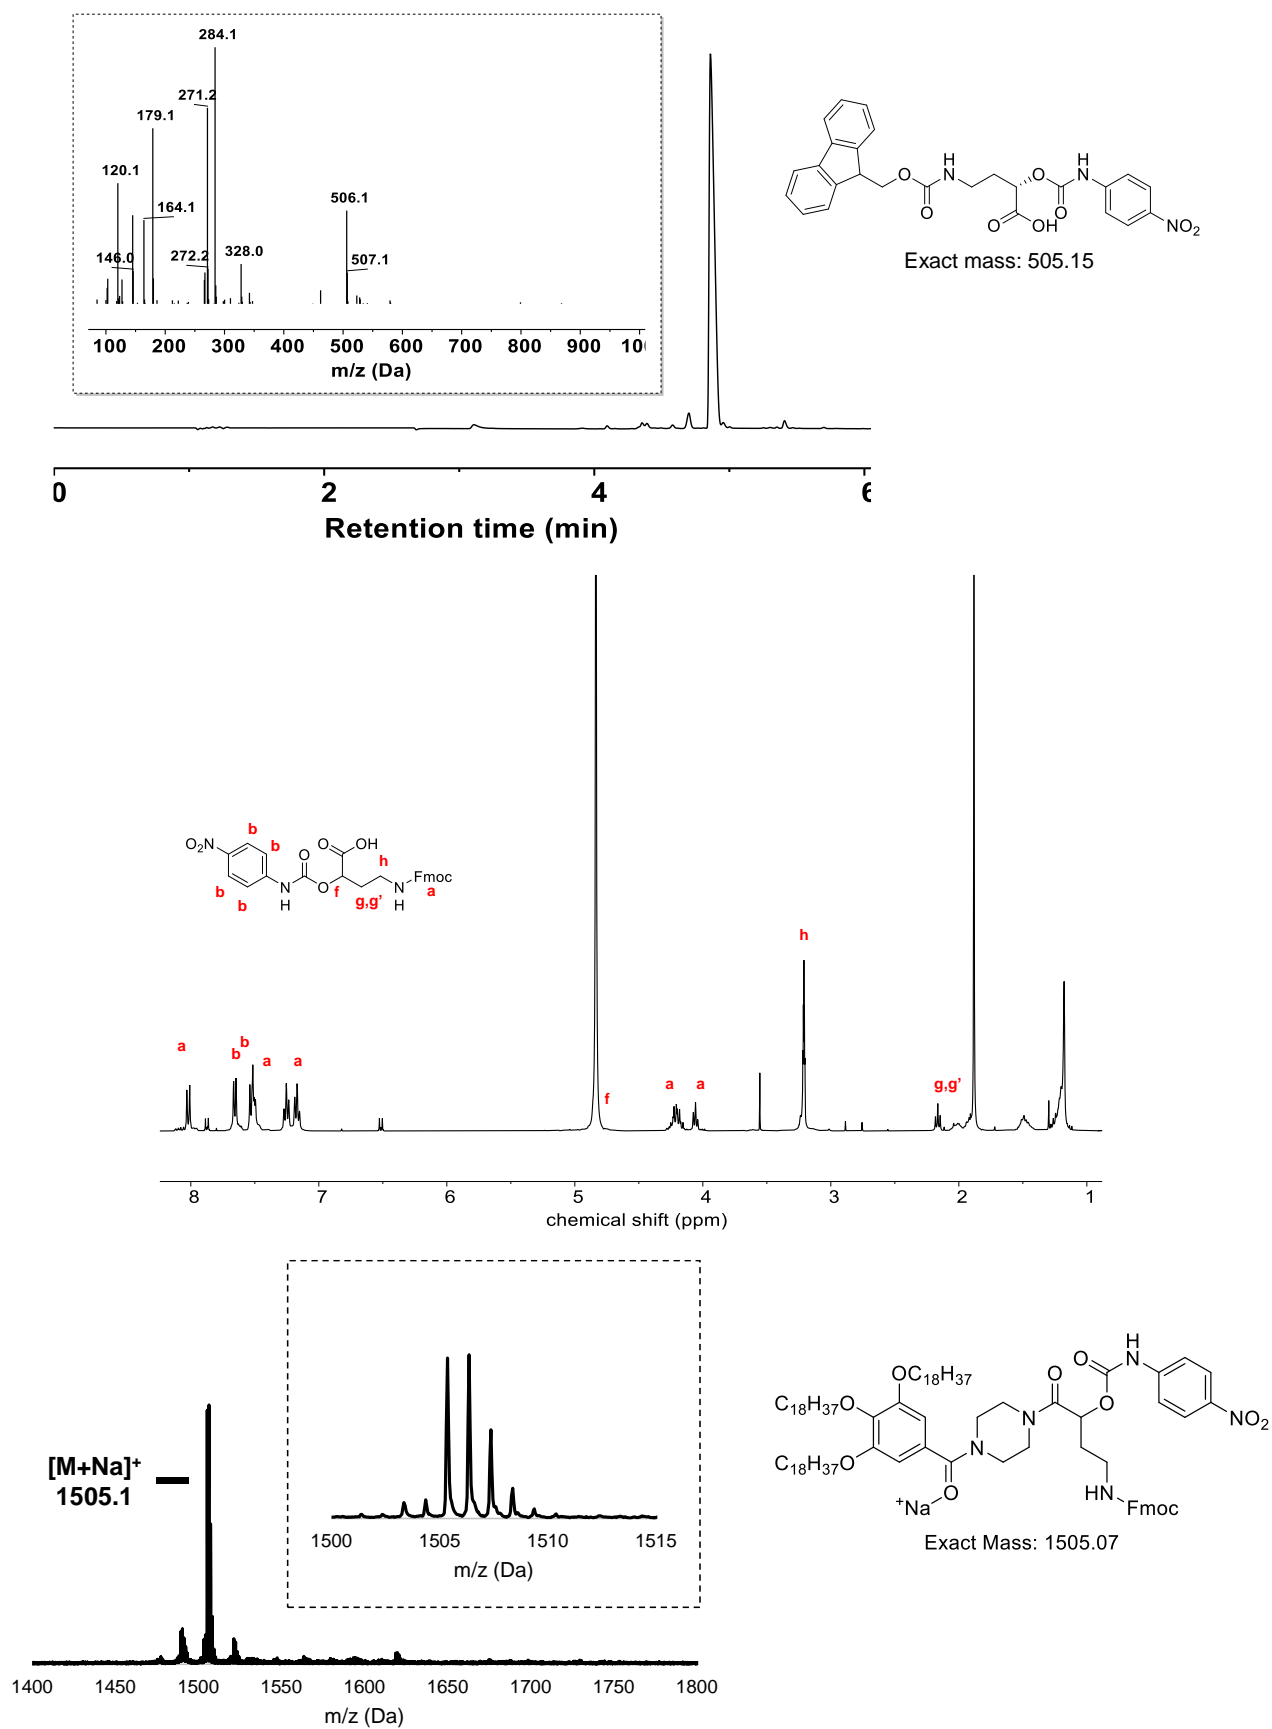 284.1
271.2
179.1
120.1
164.1
506.1
146.0
272.2
328.0
507.1
100 200 300 400 500 600 700 800 900
m/z (Da)
O
N
H
O
O
O
H
N
O
OH
O
NO2
Exact mass: 505.15
0 2 4 6
Retention time (min)
O2N
b
b
b
b
N
H
O
O
O
OH
f
g,g'
h
N
H
Fmoc
a
h
a
b
b
a
a
f
a
a
g,g'
8 7 6 5 4 3 2 1
chemical shift (ppm)
[M+Na]+
1505.1
1500 1505 1510 1515
m/z (Da)
1400 1450 1500 1550 1600 1650 1700 1750 1800
m/z (Da)
H
N
O
O
O
NO2
OC18H37
C18H37O
C18H37O
N
N
O
+Na
HN
Fmoc
Exact Mass: 1505.07